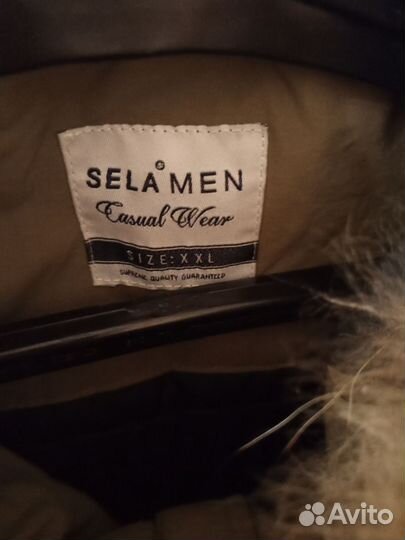 SELA MEN
Casual Wear
SIZE: XXL
SUPREME QUALITY GUARANTEED
Avito